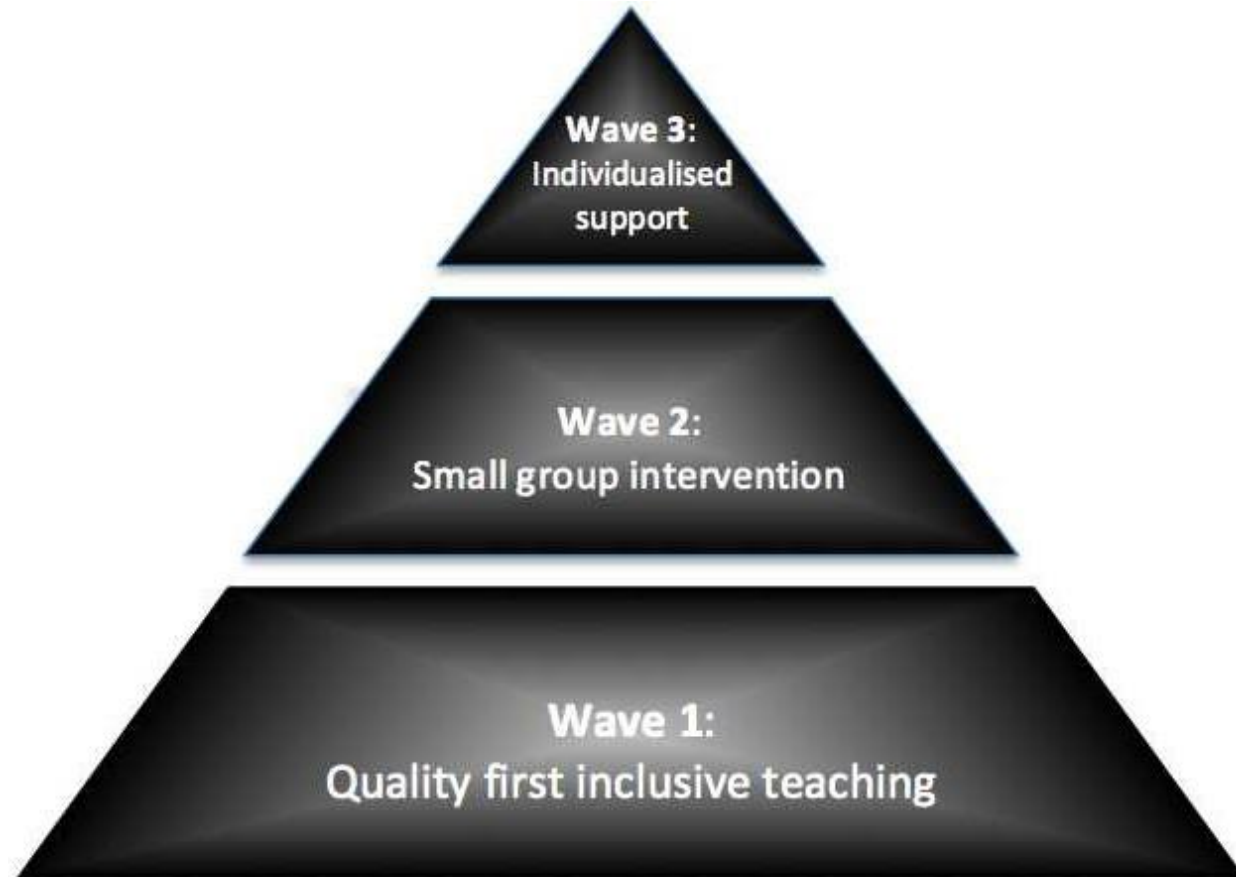 Wave 3:
Individualised
support
Wave 2:
Small group intervention
Wave 1:
Quality first inclusive teaching